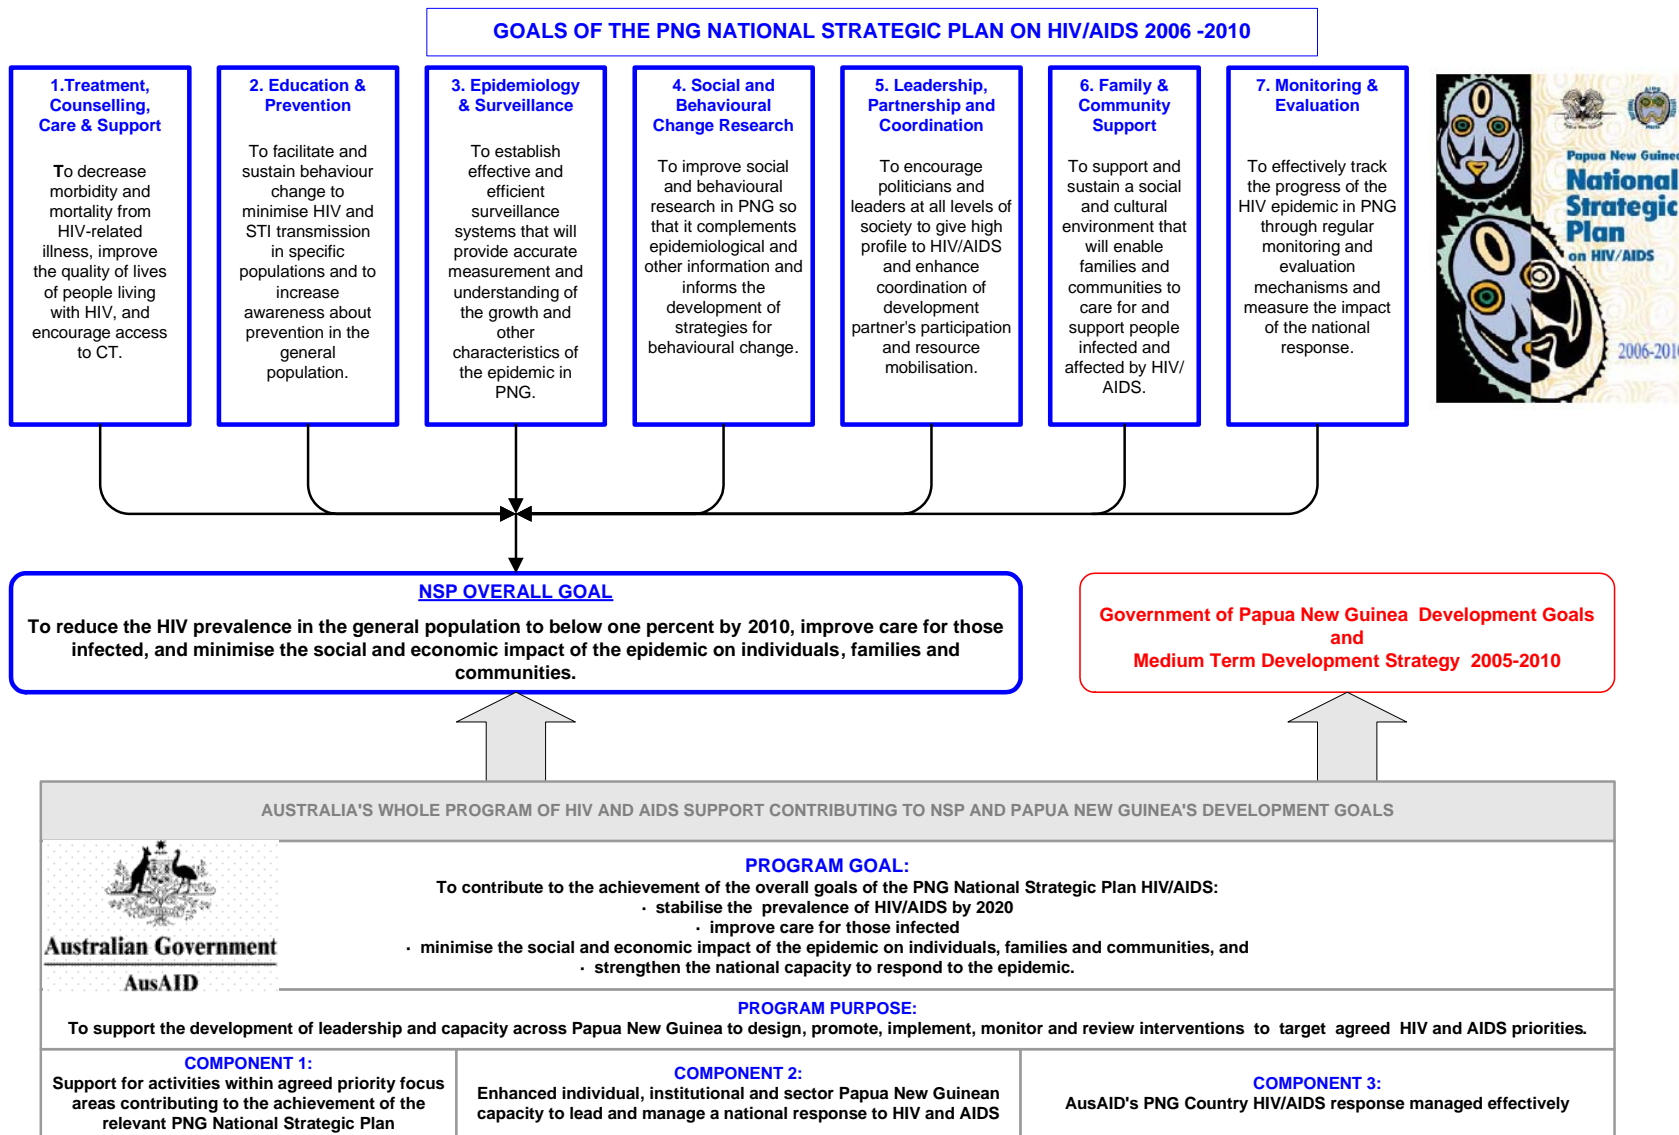 GOALS OF THE PNG NATIONAL STRATEGIC PLAN ON HIV/AIDS 2006 -2010
1.Treatment,
Counselling,
Care & Support
To decrease
morbidity and
mortality from
HIV-related
illness, improve
the quality of lives
of people living
with HIV, and
encourage access
to CT.
2. Education &
Prevention
To facilitate and
sustain behaviour
change to
minimise HIV and
STI transmission
in specific
populations and to
increase
awareness about
prevention in the
general
population.
3. Epidemiology
& Surveillance
To establish
effective and
efficient
surveillance
systems that will
provide accurate
measurement and
understanding of
the growth and
other
characteristics of
the epidemic in
PNG.
4. Social and
Behavioural
Change Research
To improve social
and behavioural
research in PNG so
that it complements
epidemiological and
other information and
informs the
development of
strategies for
behavioural change.
5. Leadership,
Partnership and
Coordination
To encourage
politicians and
leaders at all levels of
society to give high
profile to HIV/AIDS
and enhance
coordination of
development
partner's participation
and resource
mobilisation.
6. Family &
Community
Support
To support and
sustain a social
and cultural
environment that
will enable
families and
communities to
care for and
support people
infected and
affected by HIV/
AIDS.
7. Monitoring &
Evaluation
To effectively track
the progress of the
HIV epidemic in PNG
through regular
monitoring and
evaluation
mechanisms and
measure the impact
of the national
response.
Papua New Guinea
National
Strategic
Plan
on HIV/AIDS
2006-2010
NSP OVERALL GOAL
To reduce the HIV prevalence in the general population to below one percent by 2010, improve care for those
infected, and minimise the social and economic impact of the epidemic on individuals, families and
communities.
Government of Papua New Guinea Development Goals
and
Medium Term Development Strategy 2005-2010
AUSTRALIA'S WHOLE PROGRAM OF HIV AND AIDS SUPPORT CONTRIBUTING TO NSP AND PAPUA NEW GUINEA'S DEVELOPMENT GOALS
Australian Government
AusAID
PROGRAM GOAL:
To contribute to the achievement of the overall goals of the PNG National Strategic Plan HIV/AIDS:
· stabilise the prevalence of HIV/AIDS by 2020
· improve care for those infected
· minimise the social and economic impact of the epidemic on individuals, families and communities, and
· strengthen the national capacity to respond to the epidemic.
PROGRAM PURPOSE:
To support the development of leadership and capacity across Papua New Guinea to design, promote, implement, monitor and review interventions to target agreed HIV and AIDS priorities.
COMPONENT 1:
Support for activities within agreed priority focus
areas contributing to the achievement of the
relevant PNG National Strategic Plan
COMPONENT 2:
Enhanced individual, institutional and sector Papua New Guinean
capacity to lead and manage a national response to HIV and AIDS
COMPONENT 3:
AusAID's PNG Country HIV/AIDS response managed effectively